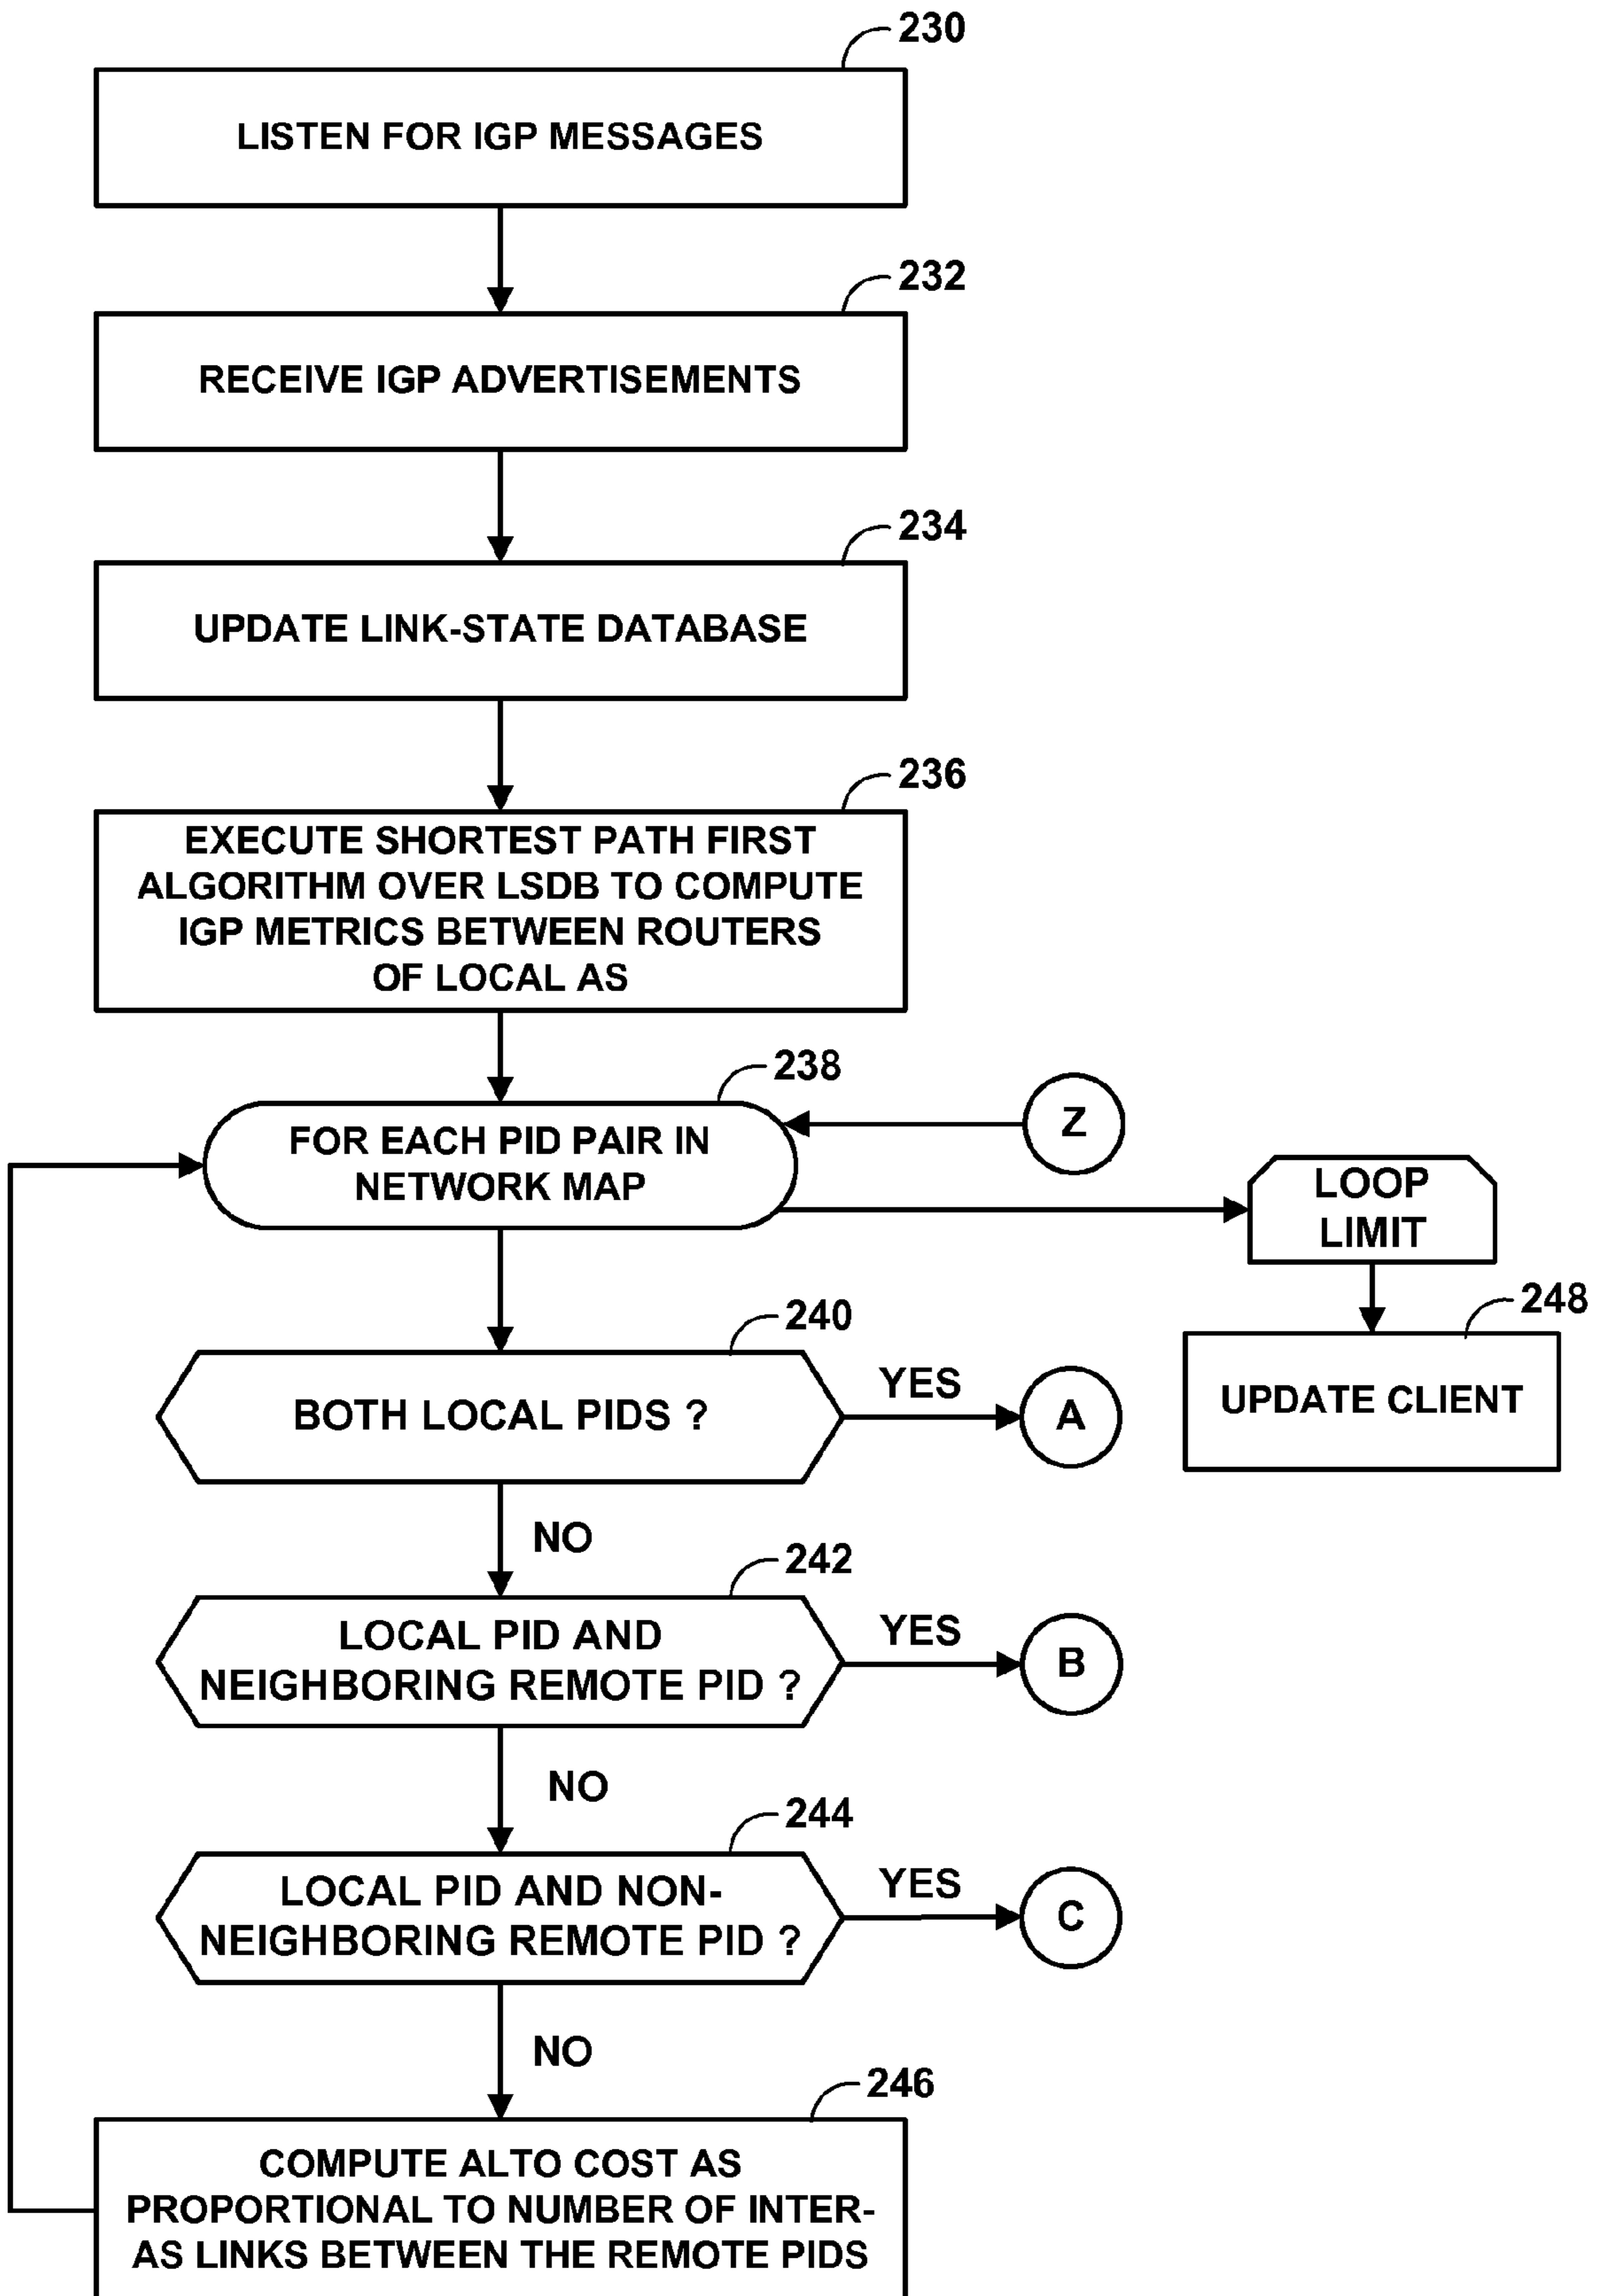 230
LISTEN FOR IGP MESSAGES
232
RECEIVE IGP ADVERTISEMENTS
234
UPDATE LINK-STATE DATABASE
236
EXECUTE SHORTEST PATH FIRST
ALGORITHM OVER LSDB TO COMPUTE
IGP METRICS BETWEEN ROUTERS
OF LOCAL AS
238
FOR EACH PID PAIR IN
NETWORK MAP
Z
LOOP
LIMIT
248
UPDATE CLIENT
240
BOTH LOCAL PIDS ?
YES
A
NO
242
LOCAL PID AND
NEIGHBORING REMOTE PID ?
YES
B
NO
244
LOCAL PID AND NON-
NEIGHBORING REMOTE PID ?
YES
C
NO
246
COMPUTE ALTO COST AS
PROPORTIONAL TO NUMBER OF INTER-
AS LINKS BETWEEN THE REMOTE PIDS